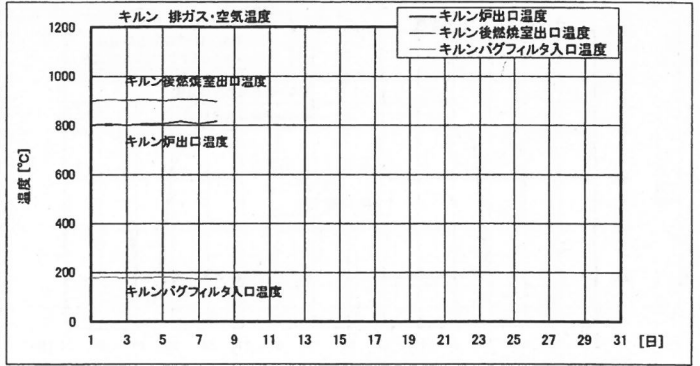 キルン 排ガス・空気温度
キルン炉出口温度
キルン後燃焼室出口温度
キルンバグフィルタ入口温度
1200
1000
キルン後燃焼室出口温度
800
キルン炉出口温度
温度 [℃]
600
400
200
キルンバグフィルタ入口温度
0
1 3 5 7 9 11 13 15 17 19 21 23 25 27 29 31 [日]